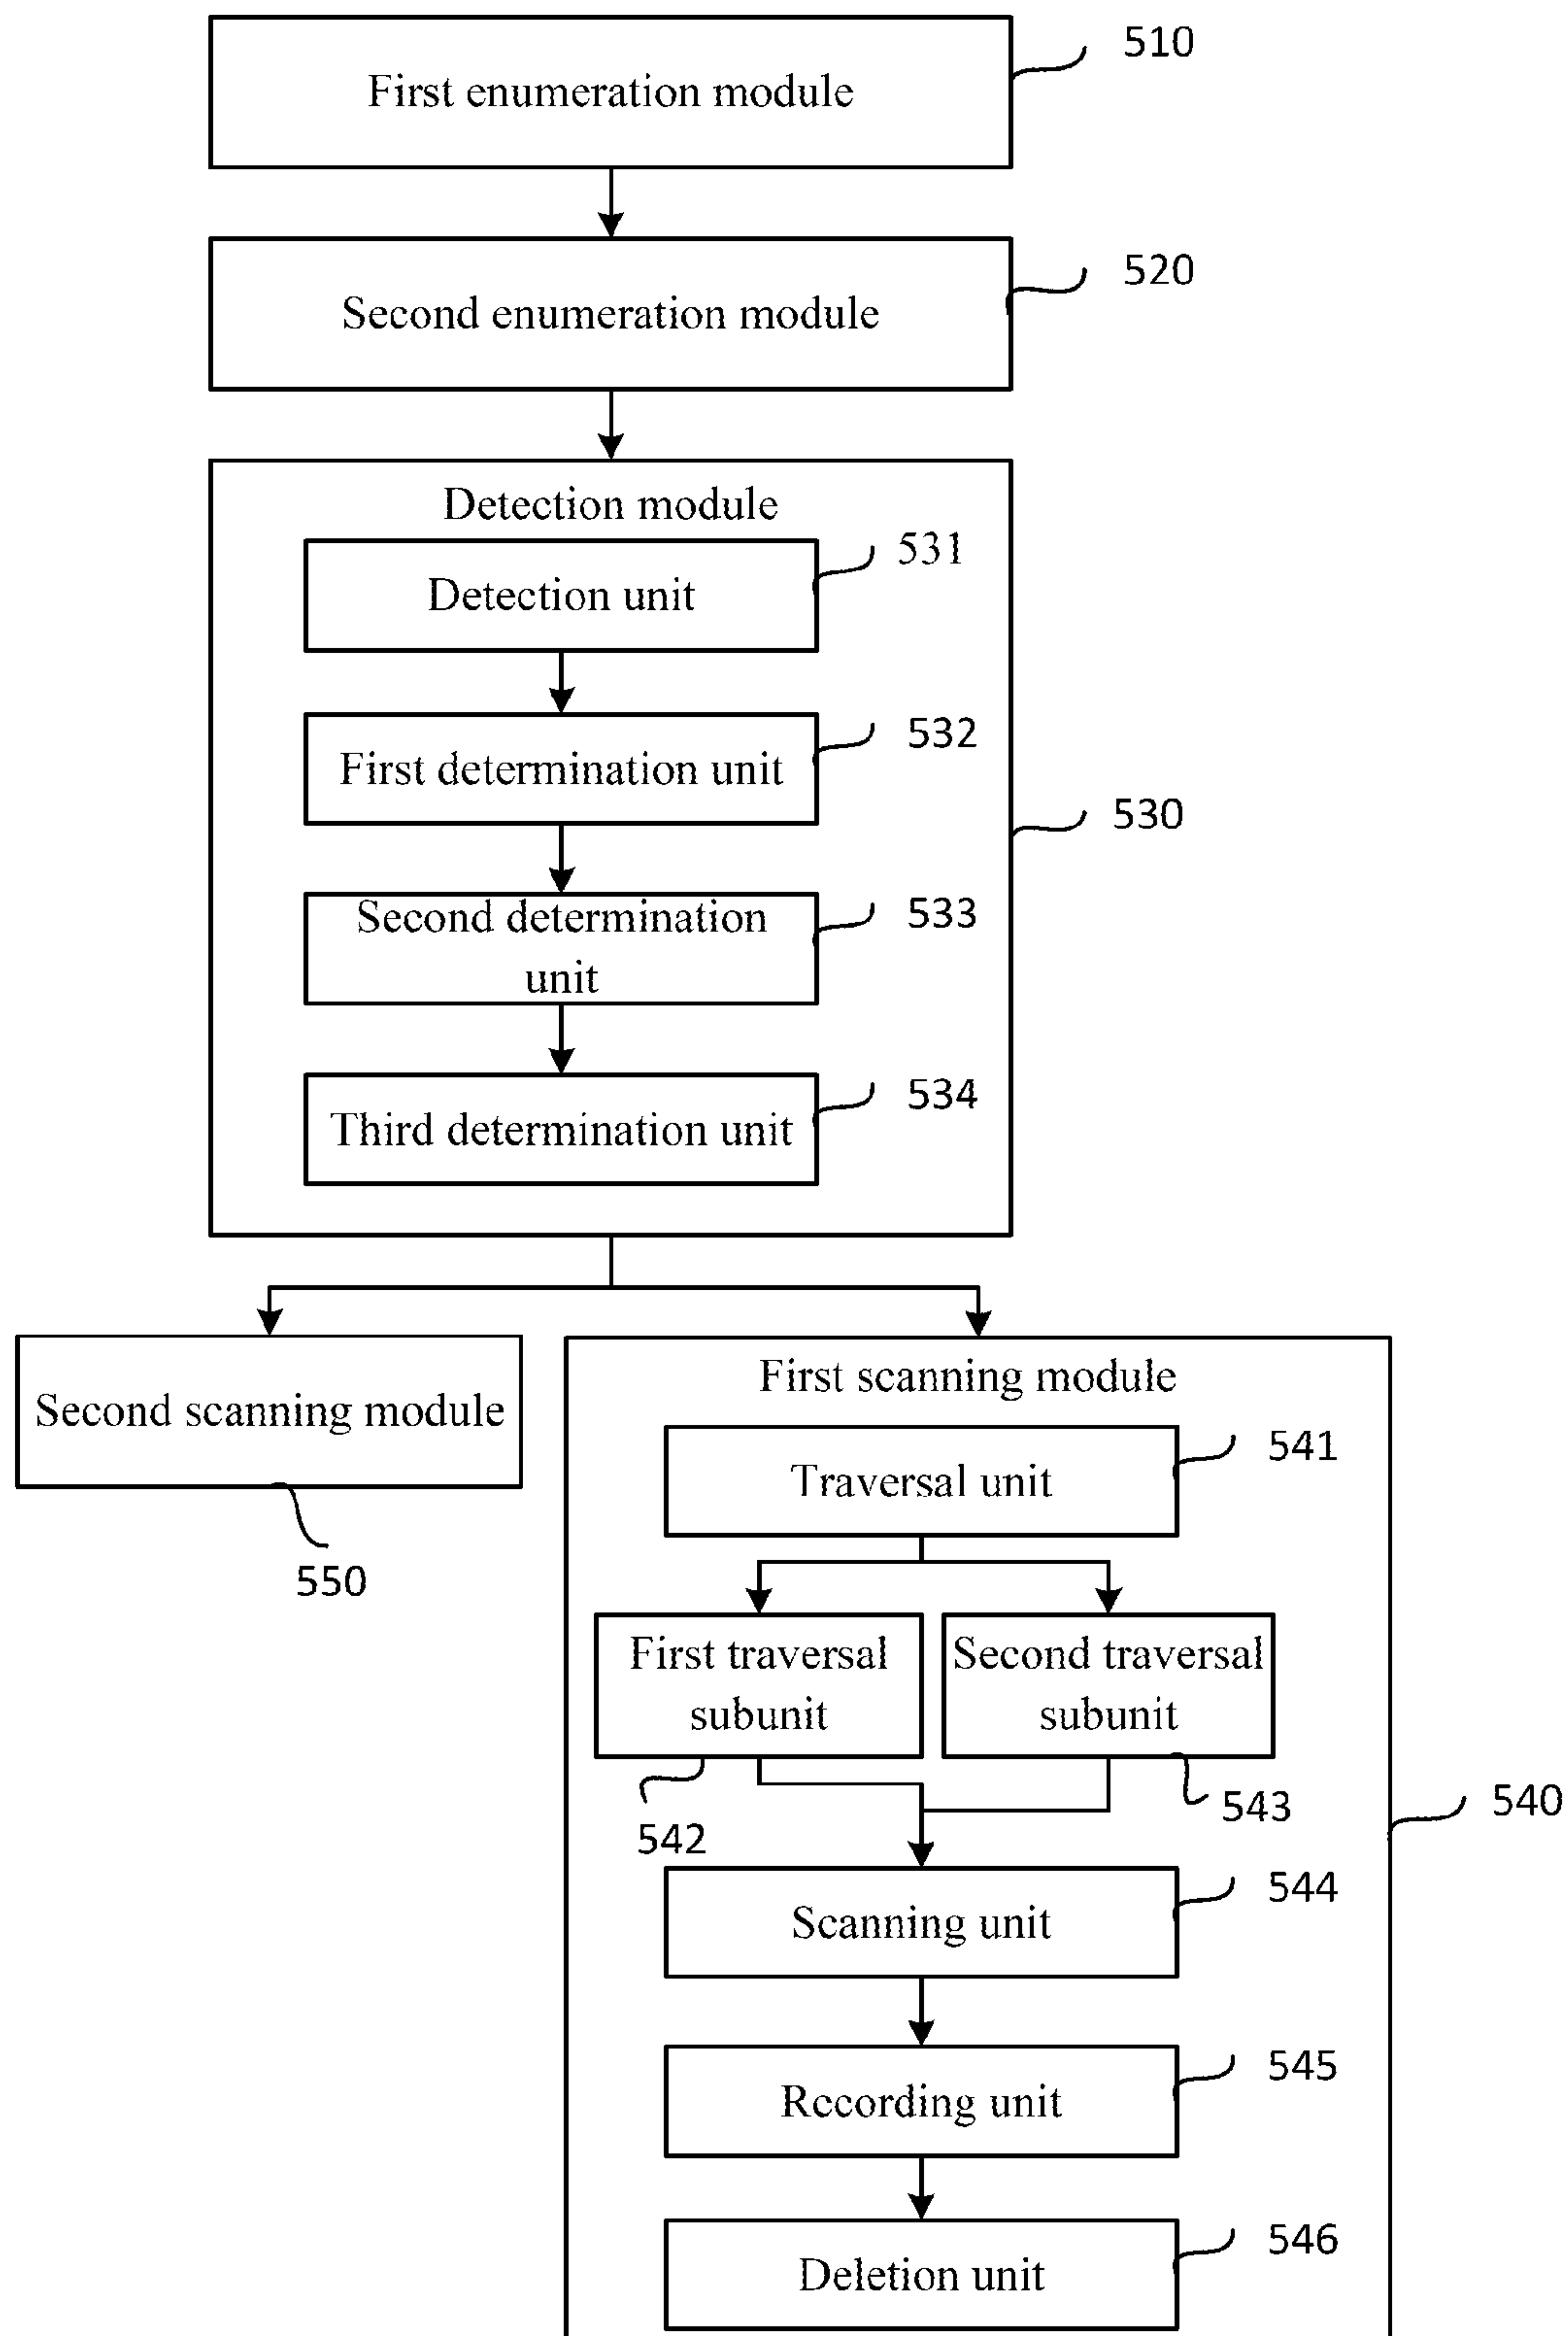 510
First enumeration module
520
Second enumeration module
Detection module
531
Detection unit
532
First determination unit
530
533
Second determination
unit
534
Third determination unit
First scanning module
Second scanning module
541
Traversal unit
550
First traversal
subunit
Second traversal
subunit
543
540
542
544
Scanning unit
545
Recording unit
546
Deletion unit